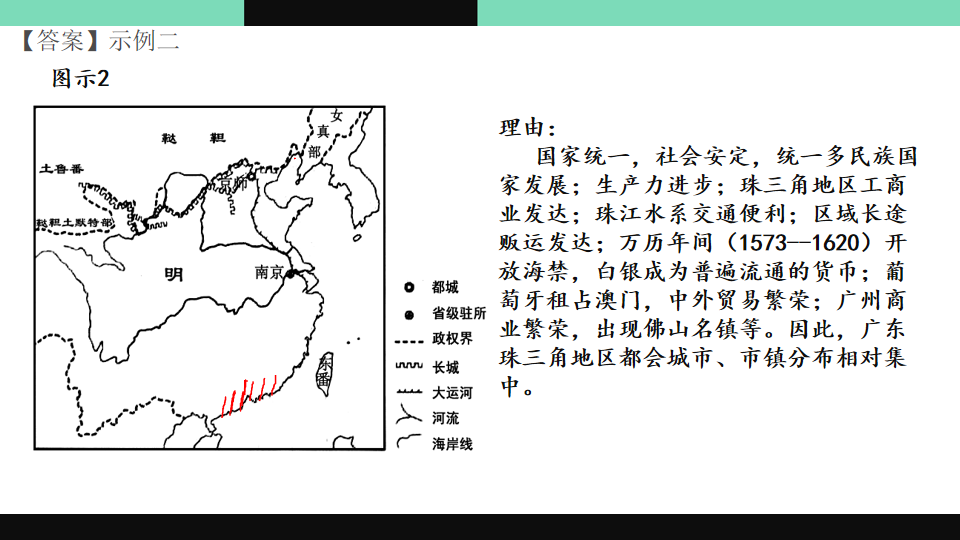 【答案】示例二
图示2
理由：
国家统一，社会安定，统一多民族国
家发展；生产力进步；珠三角地区工商
业发达；珠江水系交通便利；区域长途
贩运发达；万历年间（1573--1620）开
放海禁，白银成为普遍流通的货币；葡
萄牙租占澳门，中外贸易繁荣；广州商
业繁荣，出现佛山名镇等。因此，广东
珠三角地区都会城市、市镇分布相对集
中。
女
真
部
鞑靼
土鲁番
京师
鞑靼土默特部
明
南京
东
番
都城
省级驻所
政权界
长城
大运河
河流
海岸线